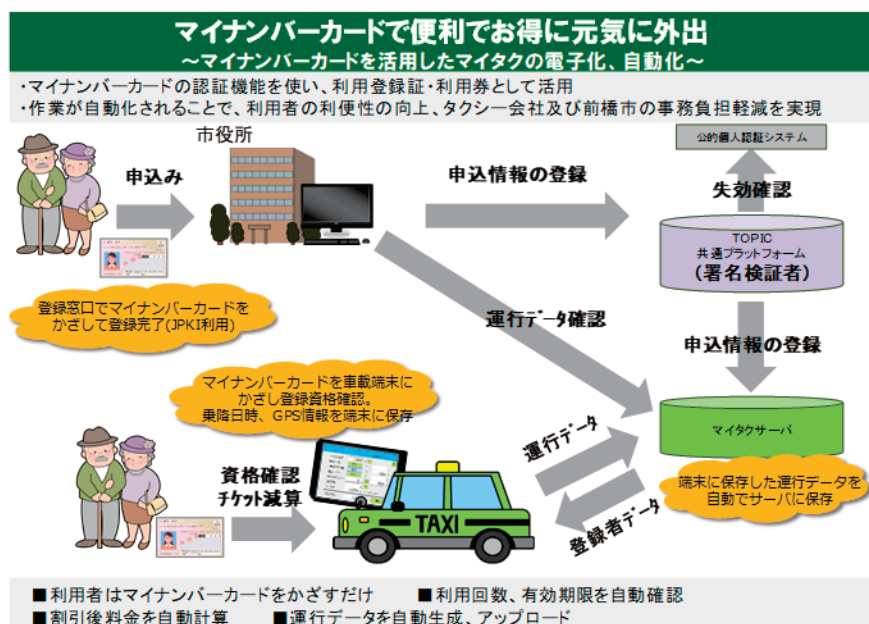 マイナンバーカードで便利でお得に元気に外出
～マイナンバーカードを活用したマイタクの電子化、自動化～
・マイナンバーカードの認証機能を使い、利用登録証・利用券として活用
・作業が自動化されることで、利用者の利便性の向上、タクシー会社及び前橋市の事務負担軽減を実現
市役所
公的個人認証システム
申込み
申込情報の登録
失効確認
TOPIC
共通プラットフォーム
(署名検証者)
登録窓口でマイナンバーカードを
かざして登録完了(JPKI利用)
運行データ確認
申込情報の登録
マイナンバーカードを車載端末に
かざし登録資格確認。
乗降日時、GPS情報を端末に保存
マイタクサーバ
運行データ
資格確認
チケット減算
TAXI
登録者データ
端末に保存した運行データを
自動でサーバに保存
■利用者はマイナンバーカードをかざすだけ ■利用回数、有効期限を自動確認
■割引後料金を自動計算 ■運行データを自動生成、アップロード